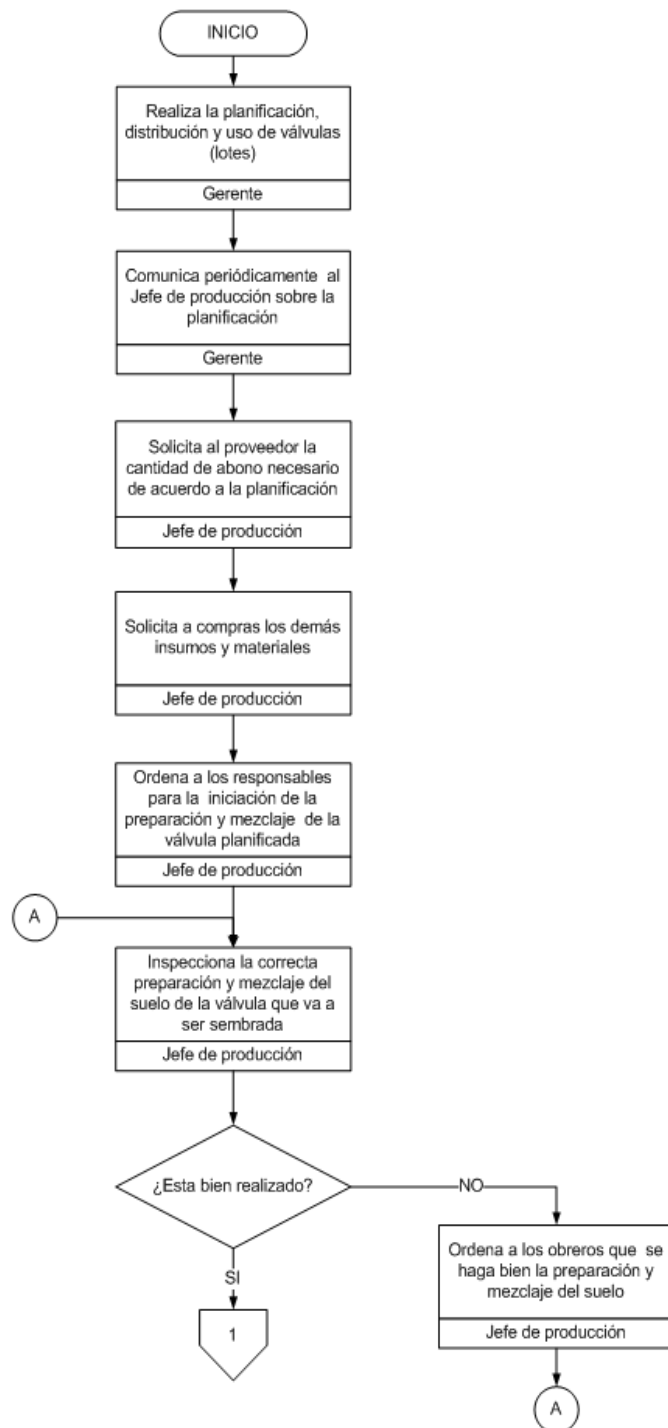 INICIO
Realiza la planificación,
distribución y uso de válvulas
(lotes)
Gerente
Comunica periódicamente al
Jefe de producción sobre la
planificación
Gerente
Solicita al proveedor la
cantidad de abono necesario
de acuerdo a la planificación
Jefe de producción
Solicita a compras los demás
insumos y materiales
Jefe de producción
Ordena a los responsables
para la iniciación de la
preparación y mezclaje de la
válvula planificada
Jefe de producción
A
Inspecciona la correcta
preparación y mezclaje del
suelo de la válvula que va a
ser sembrada
Jefe de producción
¿Esta bien realizado?
NO
Ordena a los obreros que se
haga bien la preparación y
mezclaje del suelo
Jefe de producción
SI
1
A